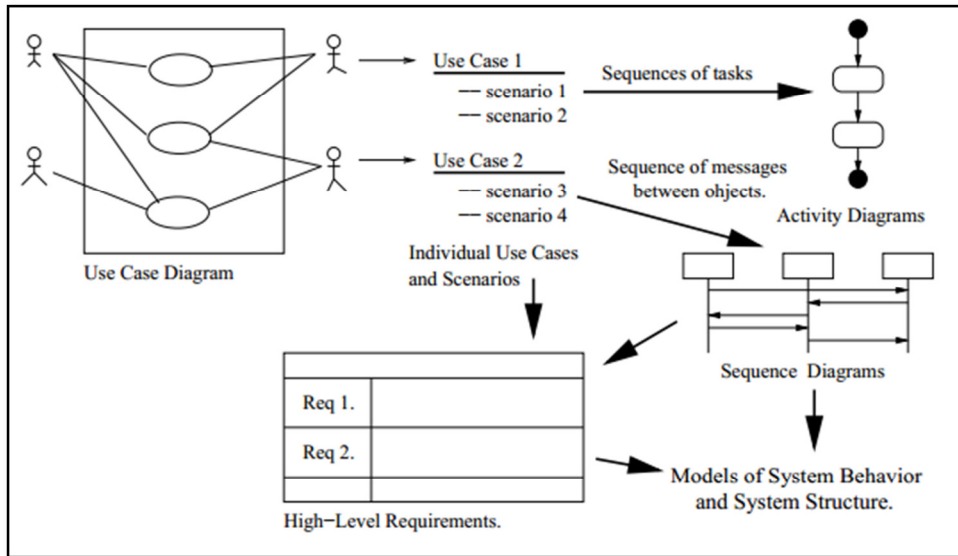 Use Case 1
— scenario 1
— scenario 2
Use Case 2
— scenario 3
— scenario 4
Individual Use Cases
and Scenarios
Use Case Diagram
Sequences of tasks
Sequence of messages
between objects.
Activity Diagrams
Sequence Diagrams
Req 1.
Req 2.
High-Level Requirements.
Models of System Behavior
and System Structure.